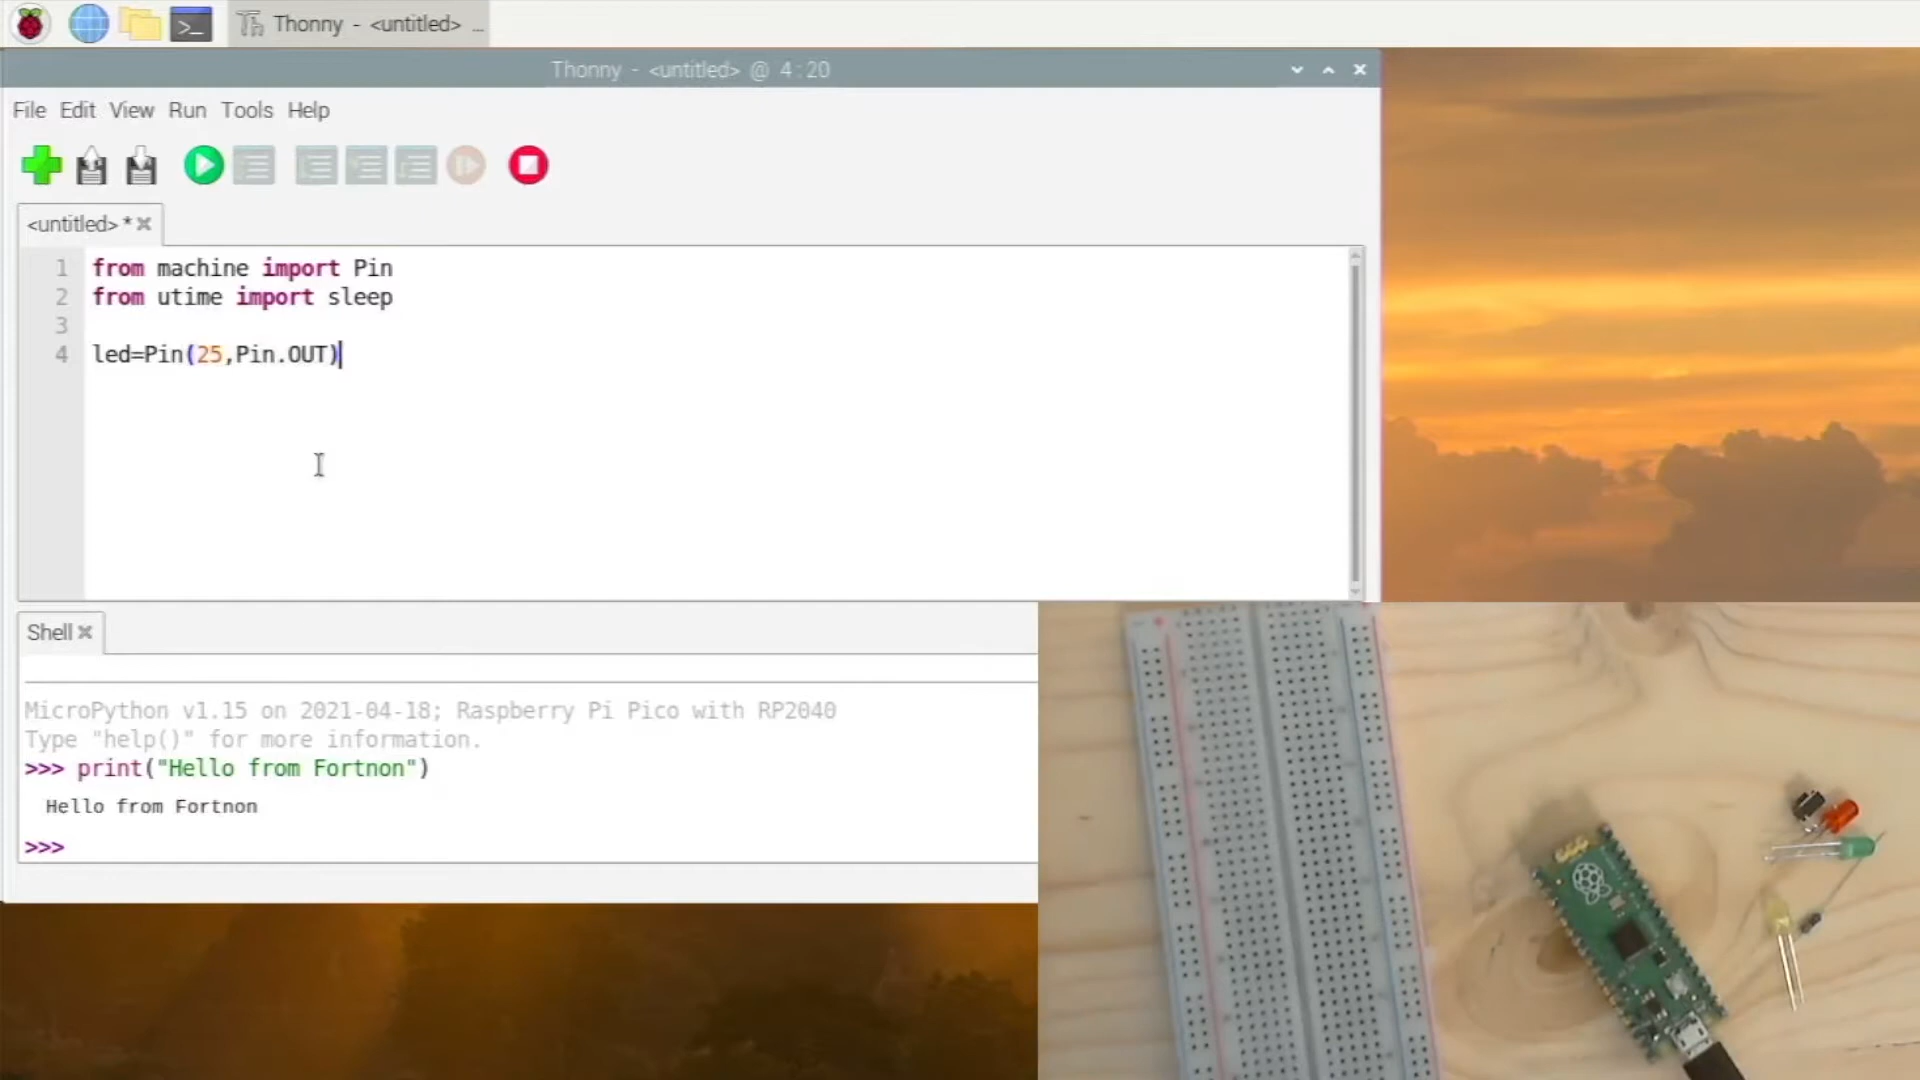 Thonny - <untitled> ...
Thonny - <untitled> @ 4:20
File Edit View Run Tools Help
<untitled> *
1 from machine import Pin
2 from utime import sleep
3
4 led=Pin(25,Pin.OUT)
Shell
MicroPython v1.15 on 2021-04-18; Raspberry Pi Pico with RP2040
Type "help()" for more information.
>>> print("Hello from Fortnon")
Hello from Fortnon
>>>